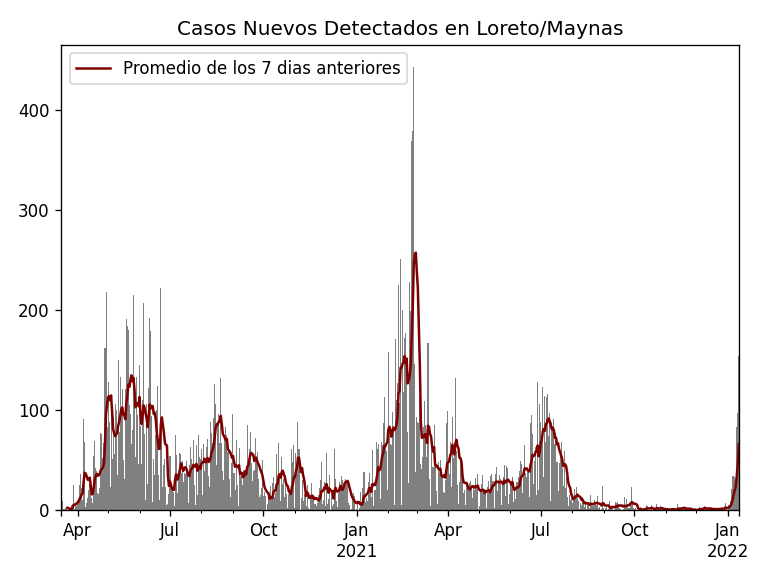 Casos Nuevos Detectados en Loreto/Maynas
Promedio de los 7 dias anteriores
400
300
200
100
0
Apr Jul Oct Jan Apr Jul Oct Jan
2021 2022